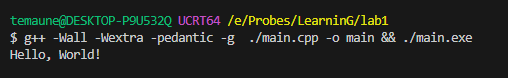 temaune@DESKTOP-P9U532Q UCRT64 /e/Probes/LearninG/lab1
$ g++ -Wall -Wextra -pedantic -g  ./main.cpp -o main && ./main.exe
Hello, World!